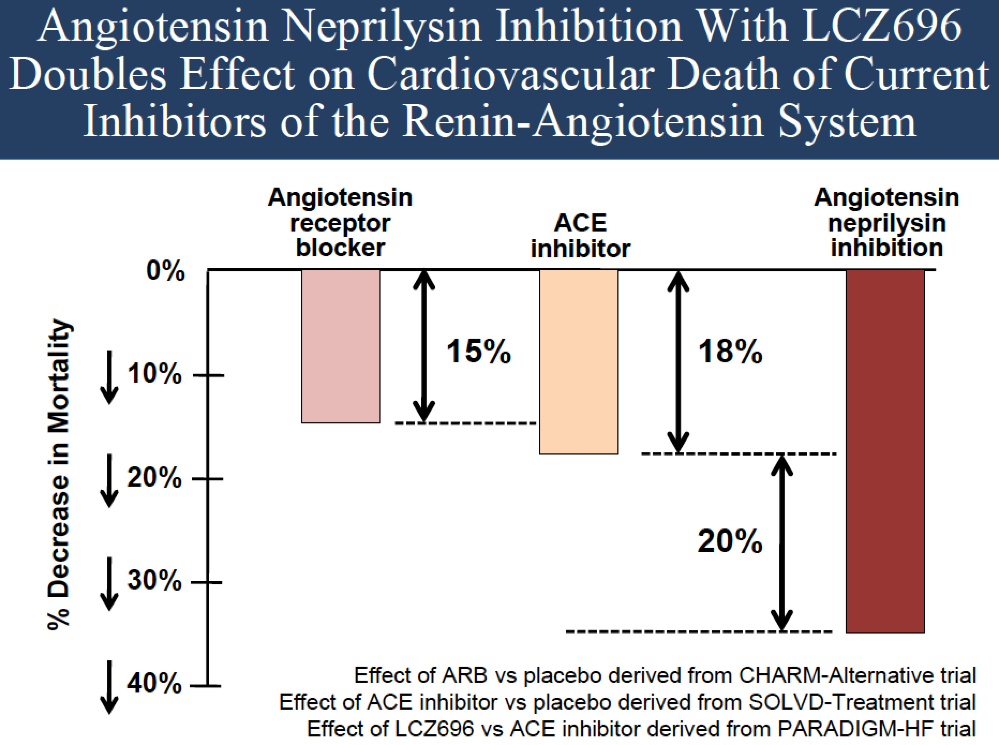 Angiotensin Neprilysin Inhibition With LCZ696
Doubles Effect on Cardiovascular Death of Current
Inhibitors of the Renin-Angiotensin System
Angiotensin
receptor
blocker
ACE
inhibitor
Angiotensin
neprilysin
inhibition
0%
10%
20%
30%
40%
% Decrease in Mortality
15%
18%
20%
Effect of ARB vs placebo derived from CHARM-Alternative trial
Effect of ACE inhibitor vs placebo derived from SOLVD-Treatment trial
Effect of LCZ696 vs ACE inhibitor derived from PARADIGM-HF trial